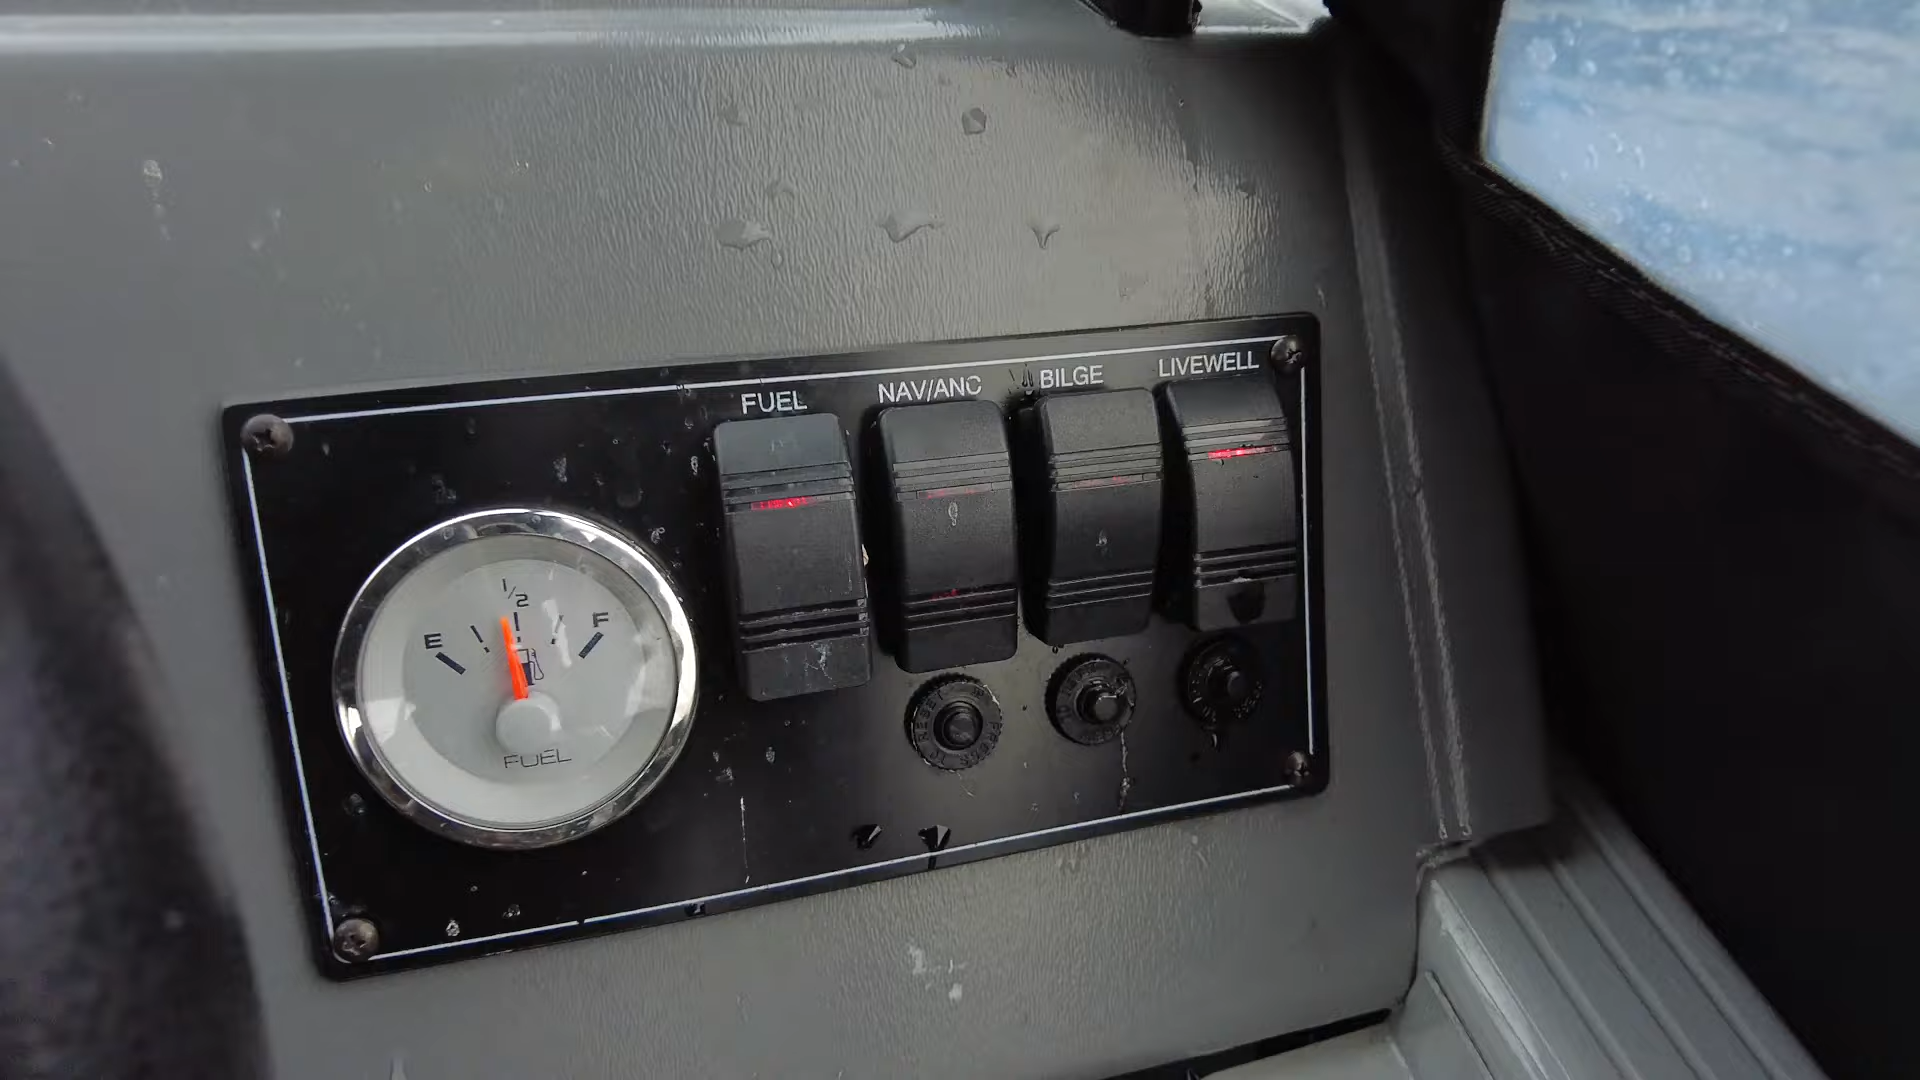 FUEL
NAV/ANC
BILGE
LIVEWELL
E
1/2
F
FUEL